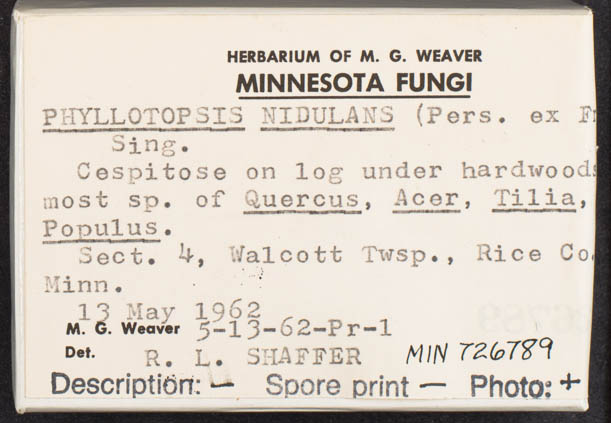 HERBARIUM OF M. G. WEAVER
MINNESOTA FUNGI
PHYLLOTOPSIS NIDULANS (Pers. ex
Sing.
Cespitose on log under hardwoods
most sp. of Quercus, Acer, Tilia,
Populus.
Sect. 4, Walcott Twsp., Rice Co.
Minn.
13 May 1962
M. G. Weaver 5-13-62-Pr-1
Det. R. L. SHAFFER MIN 726789
Description: — Spore print — Photo: +